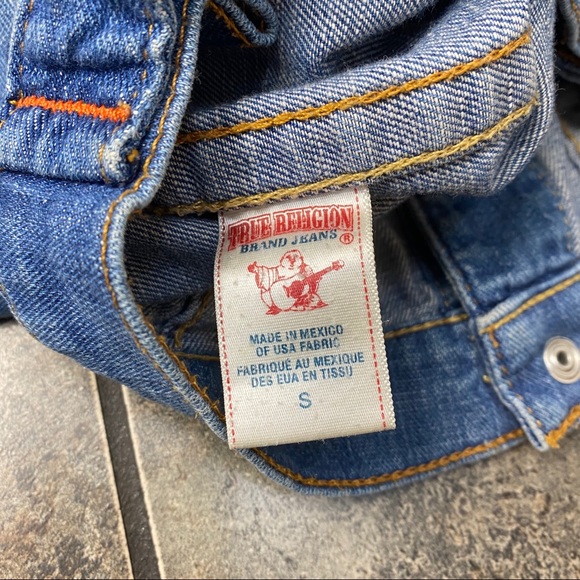 TRUE RELIGION
BRAND JEANS ®
MADE IN MEXICO
OF USA FABRIC
FABRIQUÉ AU MEXIQUE
DES EUA EN TISSU
S